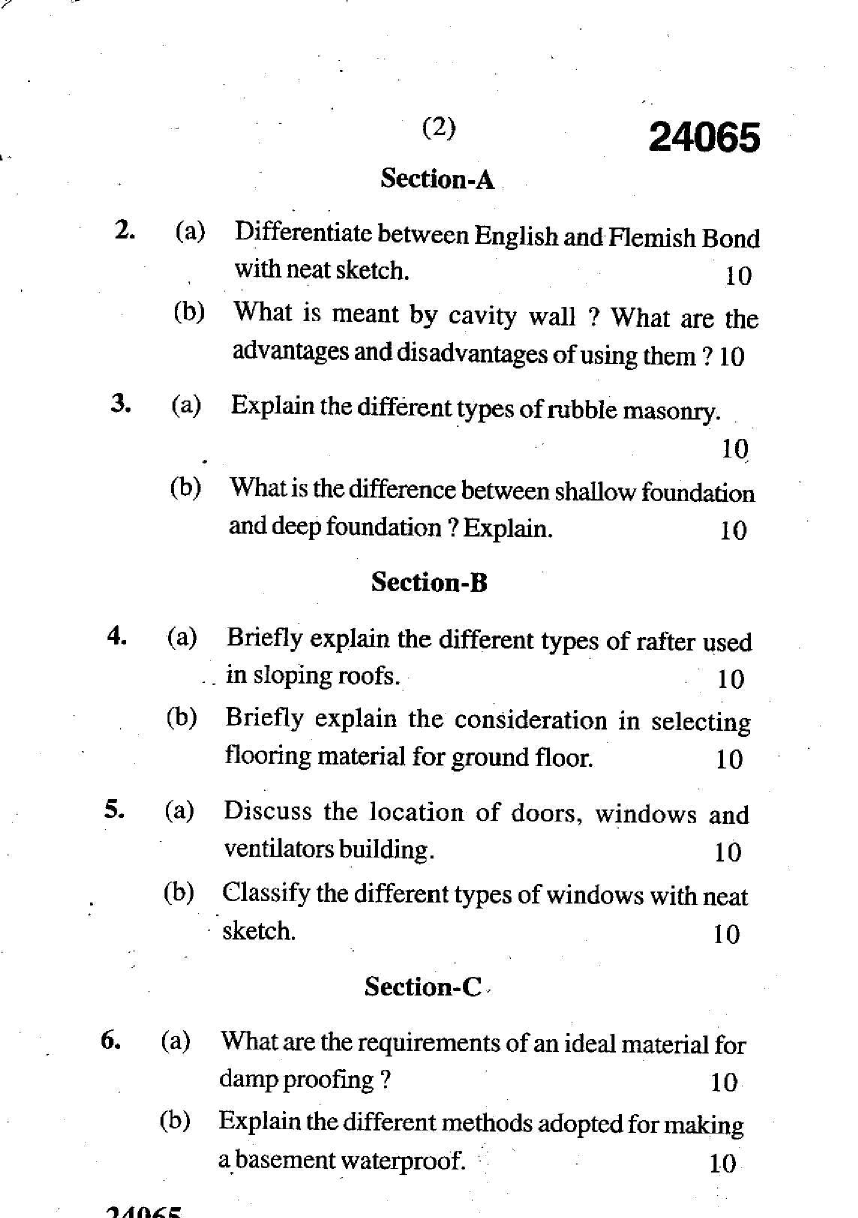 (2) 24065
Section-A
2. (a) Differentiate between English and Flemish Bond
with neat sketch. 10
(b) What is meant by cavity wall ? What are the
advantages and disadvantages of using them ? 10
3. (a) Explain the different types of rubble masonry.
10
(b) What is the difference between shallow foundation
and deep foundation ? Explain. 10
Section-B
4. (a) Briefly explain the different types of rafter used
in sloping roofs. 10
(b) Briefly explain the consideration in selecting
flooring material for ground floor. 10
5. (a) Discuss the location of doors, windows and
ventilators building. 10
(b) Classify the different types of windows with neat
sketch. 10
Section-C
6. (a) What are the requirements of an ideal material for
damp proofing ? 10
(b) Explain the different methods adopted for making
a basement waterproof. 10
24065